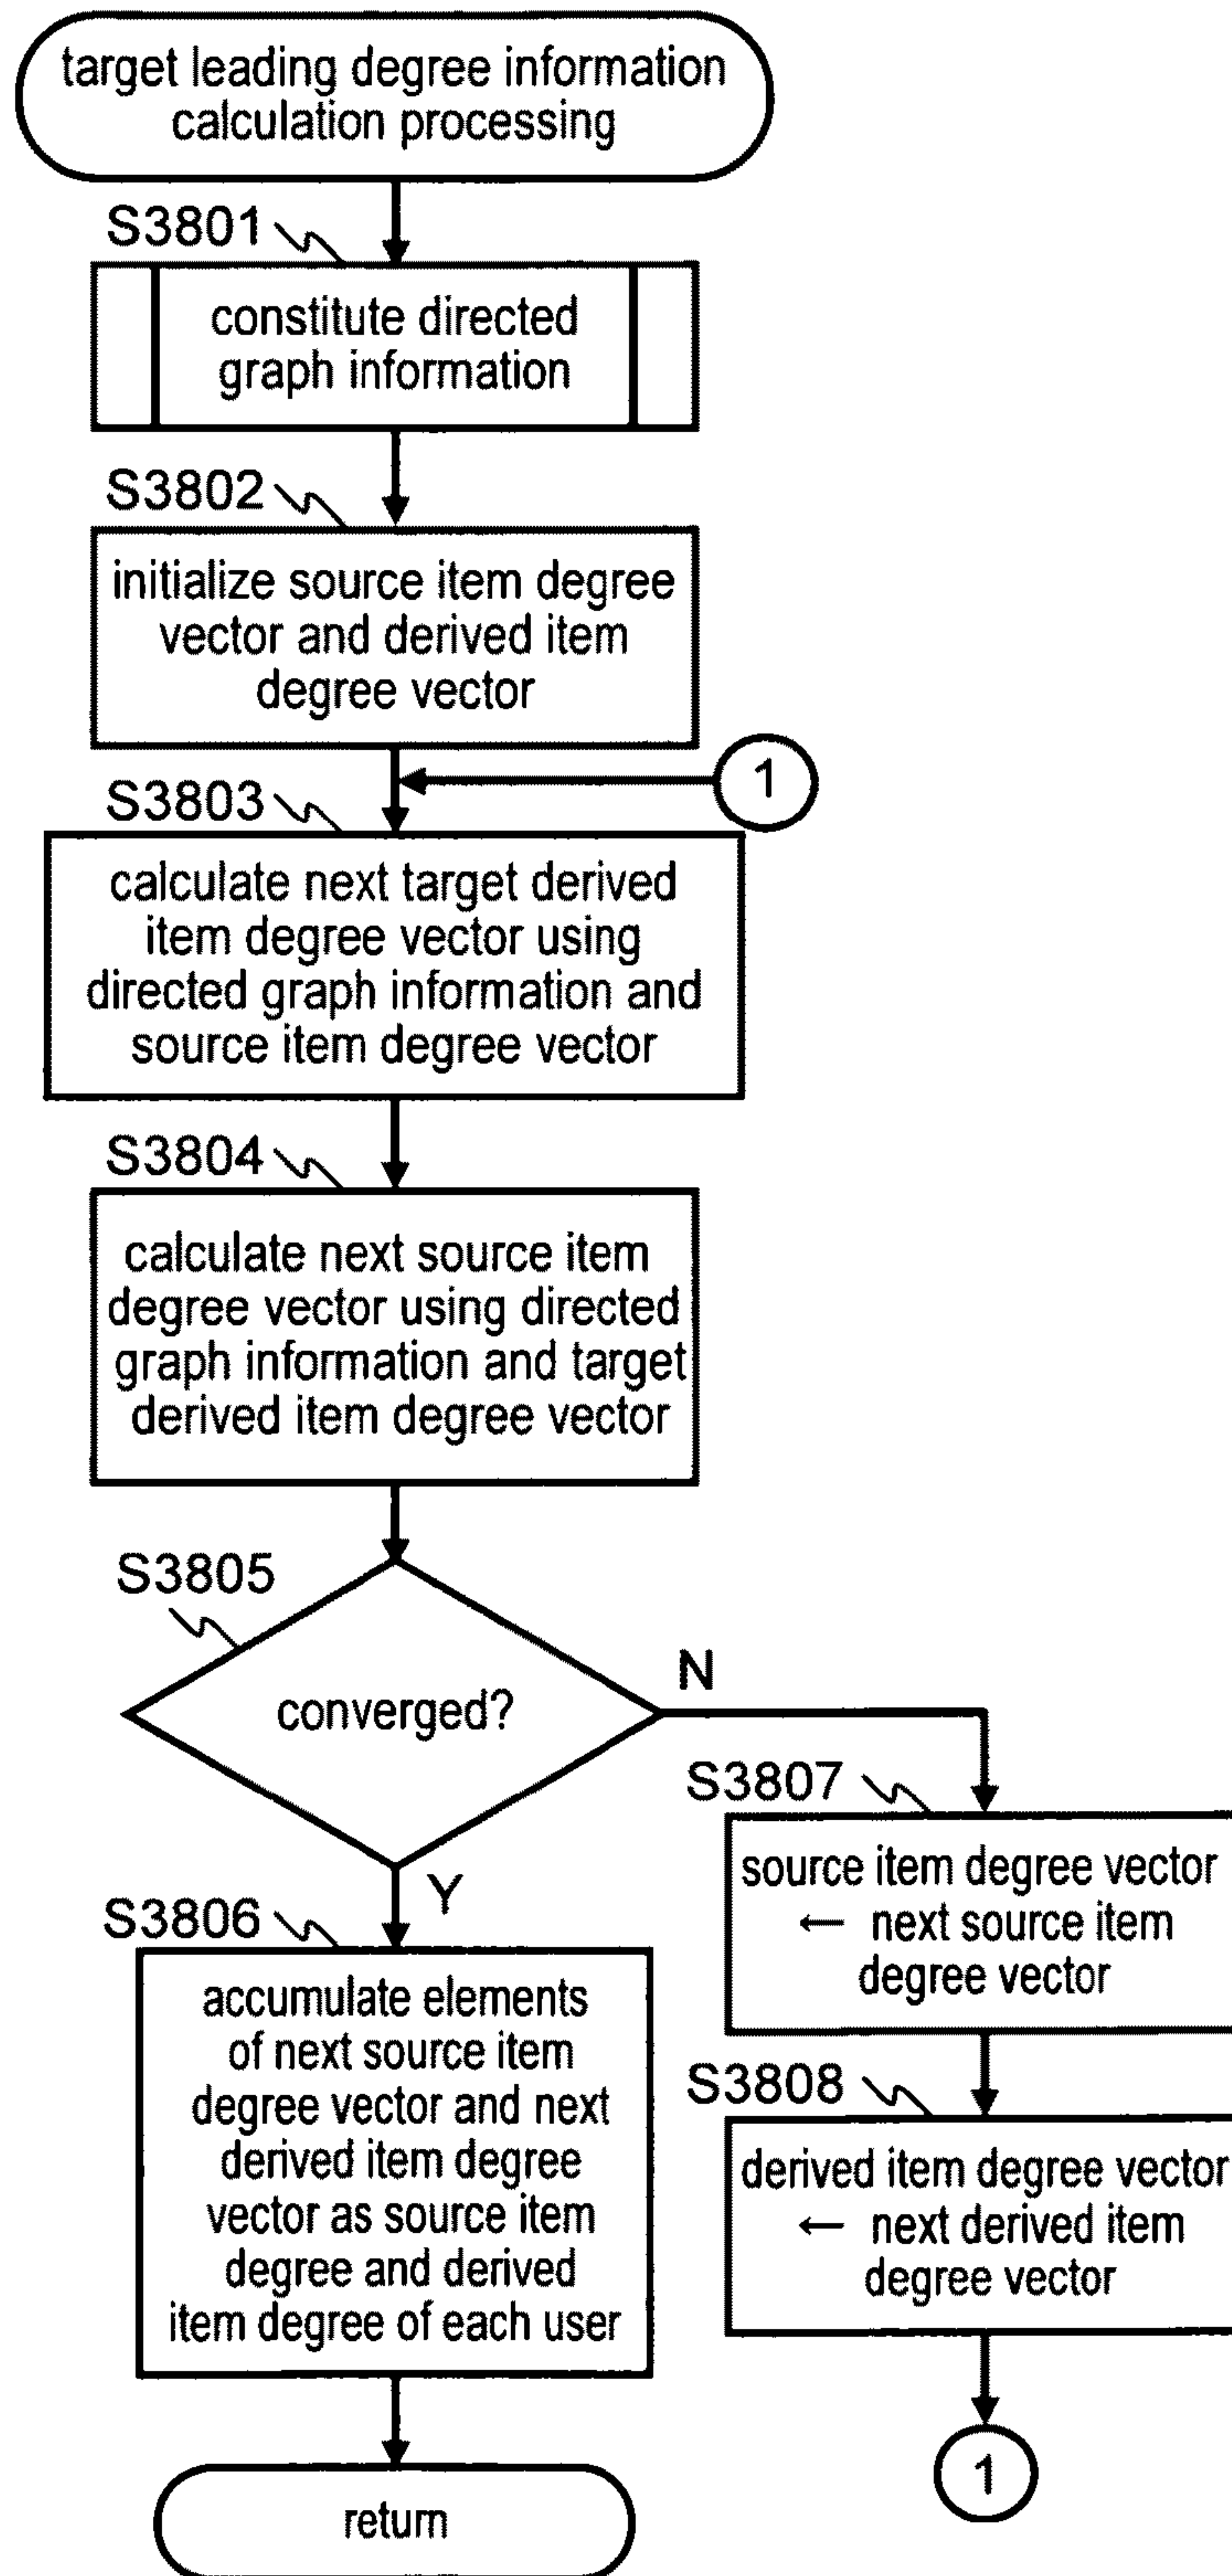 target leading degree information
calculation processing
S3801
constitute directed
graph information
S3802
initialize source item degree
vector and derived item
degree vector
1
S3803
calculate next target derived
item degree vector using
directed graph information and
source item degree vector
S3804
calculate next source item
degree vector using directed
graph information and target
derived item degree vector
S3805
converged?
N
Y
S3806
accumulate elements
of next source item
degree vector and next
derived item degree
vector as source item
degree and derived
item degree of each user
return
S3807
source item degree vector
← next source item
degree vector
S3808
derived item degree vector
← next derived item
degree vector
1